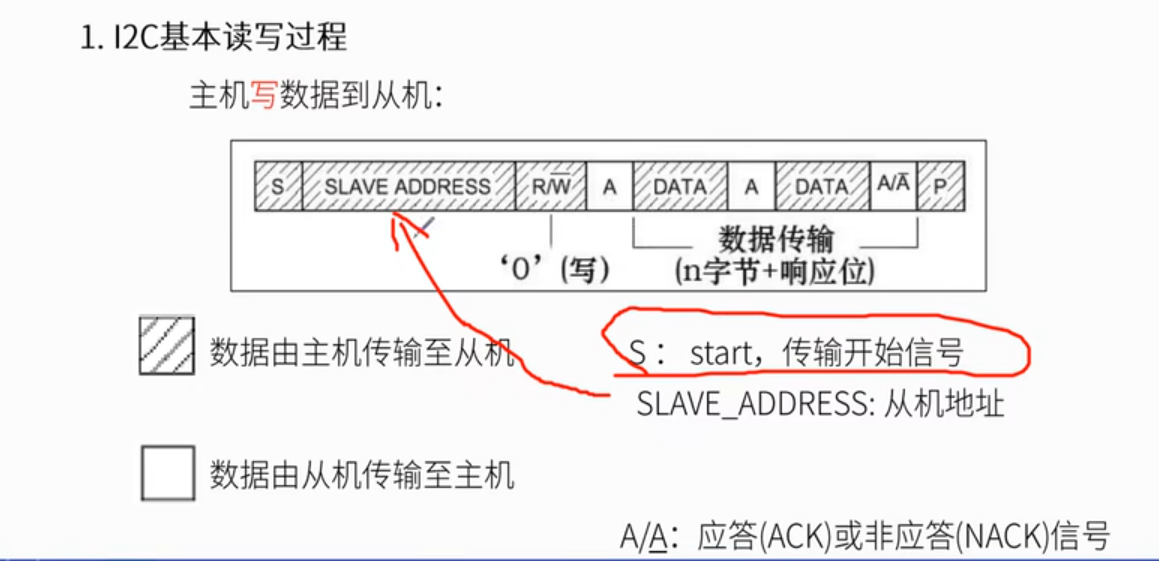 1. I2C基本读写过程
主机写数据到从机：
S SLAVE ADDRESS R/W̅ A DATA A DATA A/A̅ P
数据传输
‘0’(写) (n字节+响应位)
数据由主机传输至从机
S： start，传输开始信号
SLAVE_ADDRESS: 从机地址
数据由从机传输至主机
A/A̲：应答(ACK)或非应答(NACK)信号